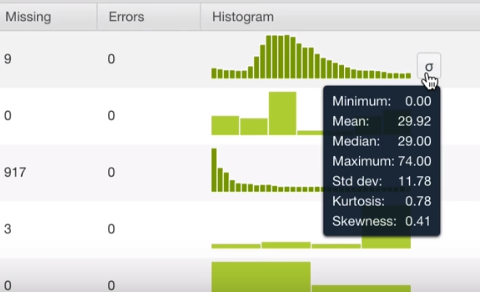 Missing Errors Histogram
9 0 σ
Minimum: 0.00
0 0
Mean: 29.92
Median: 29.00
Maximum: 74.00
917 0
Std dev: 11.78
Kurtosis: 0.78
Skewness: 0.41
3 0
0 0